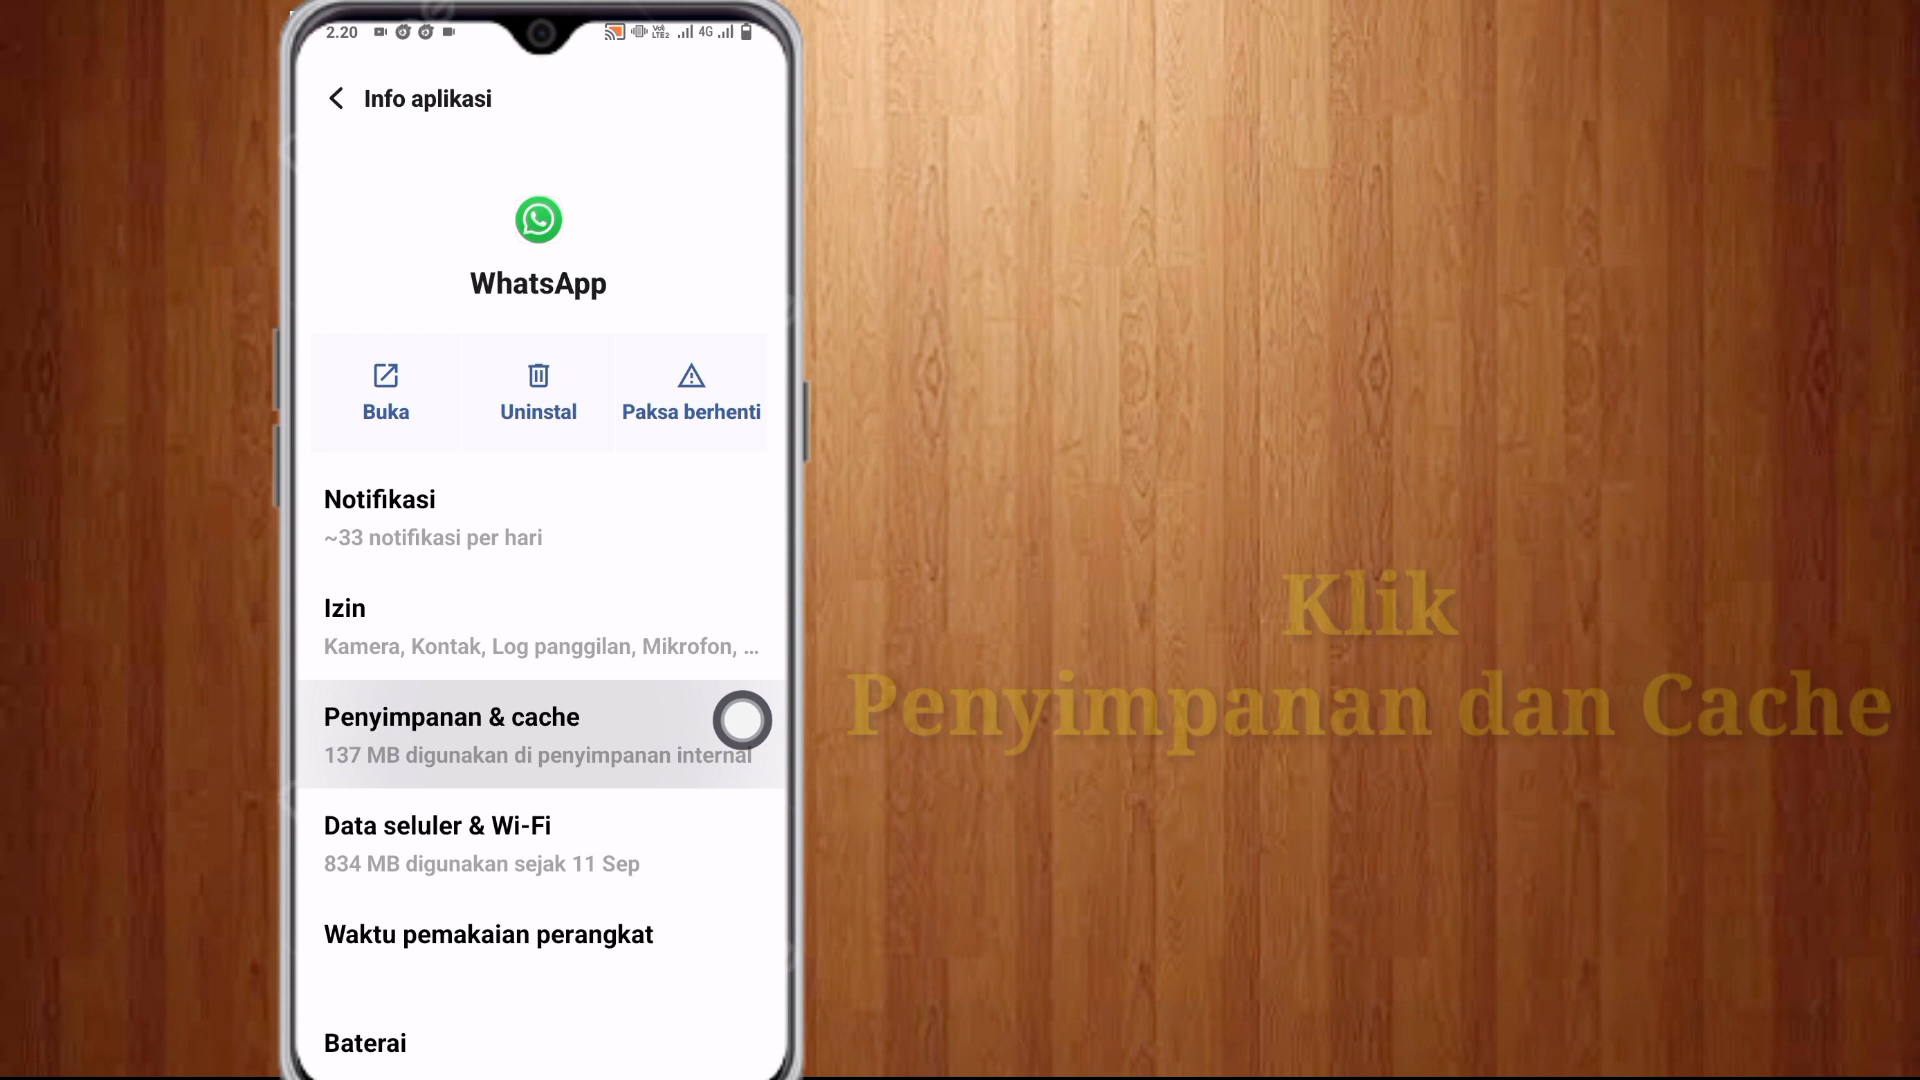 2.20
4G
Info aplikasi
WhatsApp
Buka
Uninstal
Paksa berhenti
Notifikasi
~33 notifikasi per hari
Izin
Kamera, Kontak, Log panggilan, Mikrofon, ...
Penyimpanan & cache
137 MB digunakan di penyimpanan internal
Data seluler & Wi-Fi
834 MB digunakan sejak 11 Sep
Waktu pemakaian perangkat
Baterai
Klik
Penyimpanan dan Cache